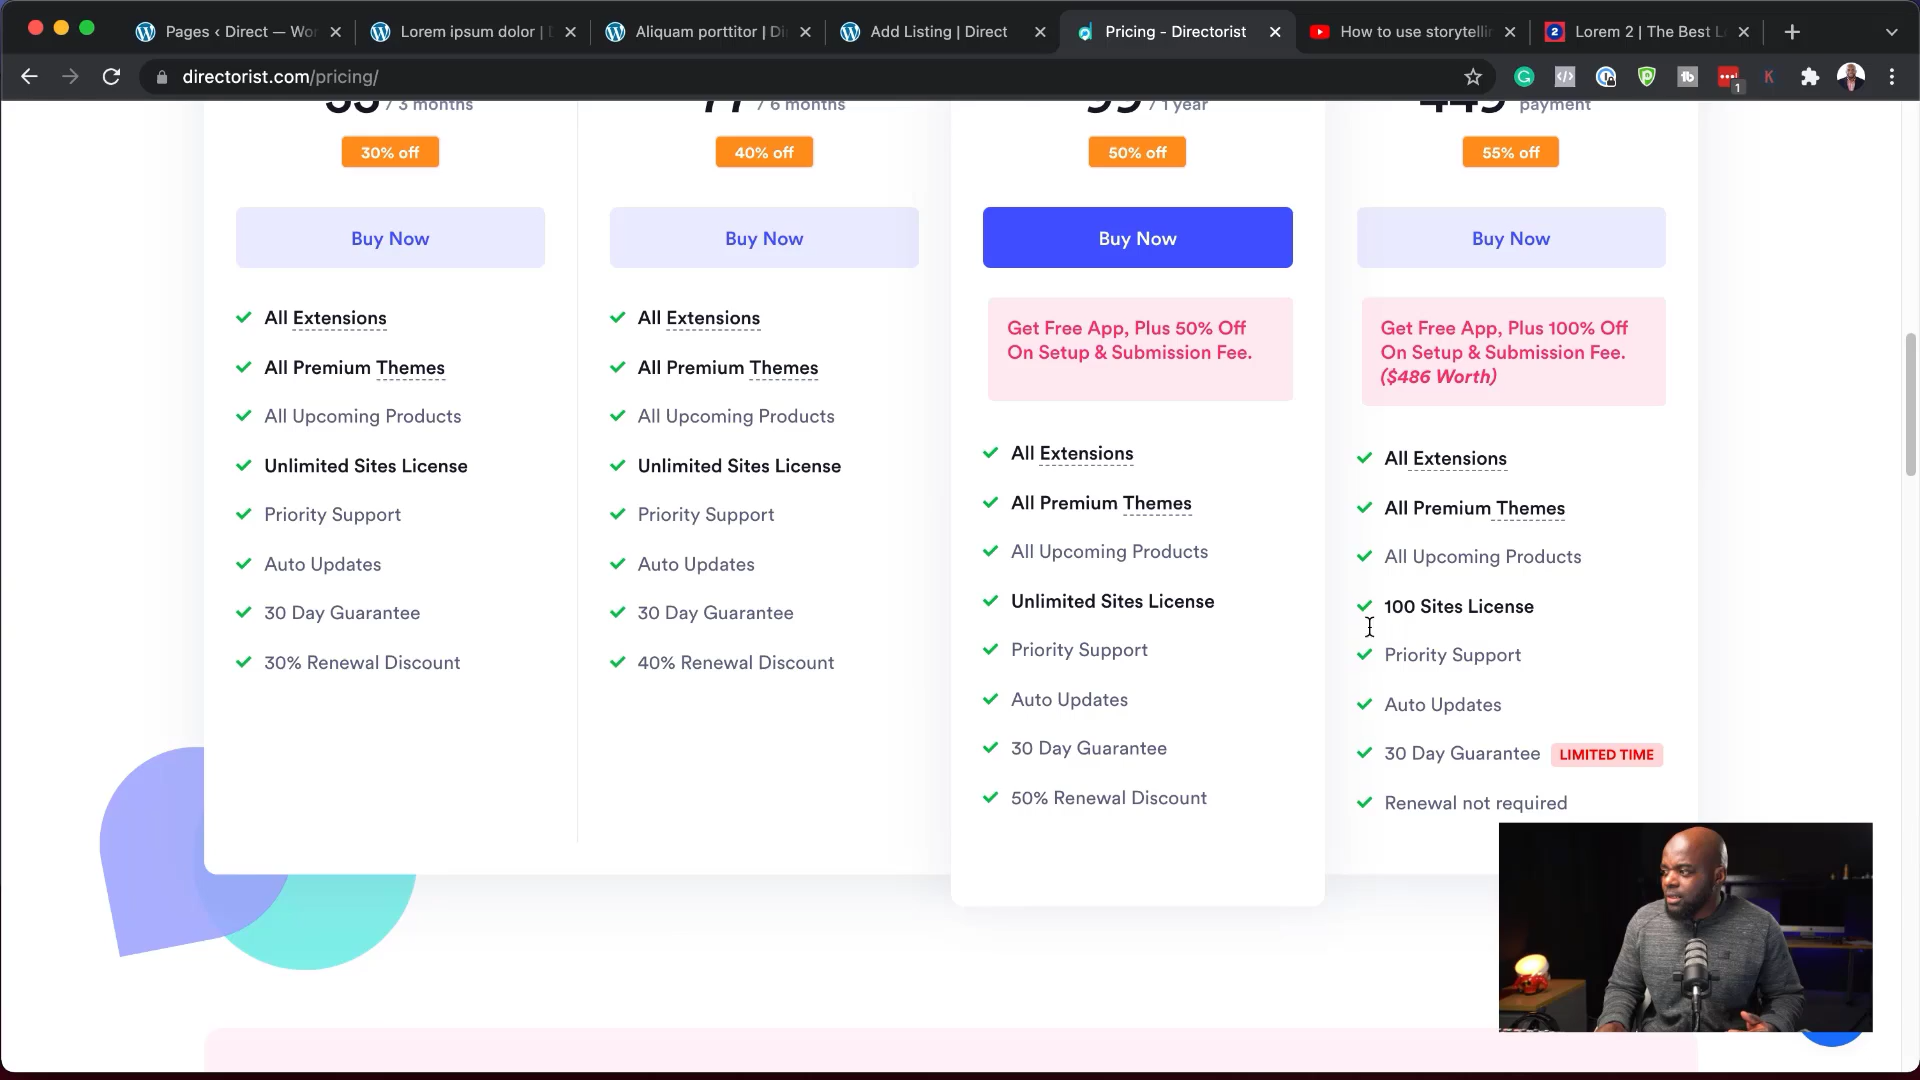 Pages ‹ Direct — Wor
Lorem ipsum dolor | D
Aliquam porttitor | Di
Add Listing | Direct
Pricing - Directorist
How to use storytellin
Lorem 2 | The Best L
directorist.com/pricing/
/ 3 months
/ 6 months
99 / 1 year
449 payment
30% off
40% off
50% off
55% off
Buy Now
Buy Now
Buy Now
Buy Now
All Extensions
All Premium Themes
All Upcoming Products
Unlimited Sites License
Priority Support
Auto Updates
30 Day Guarantee
30% Renewal Discount
All Extensions
All Premium Themes
All Upcoming Products
Unlimited Sites License
Priority Support
Auto Updates
30 Day Guarantee
40% Renewal Discount
Get Free App, Plus 50% Off
On Setup & Submission Fee.
All Extensions
All Premium Themes
All Upcoming Products
Unlimited Sites License
Priority Support
Auto Updates
30 Day Guarantee
50% Renewal Discount
Get Free App, Plus 100% Off
On Setup & Submission Fee.
($486 Worth)
All Extensions
All Premium Themes
All Upcoming Products
100 Sites License
Priority Support
Auto Updates
30 Day Guarantee LIMITED TIME
Renewal not required